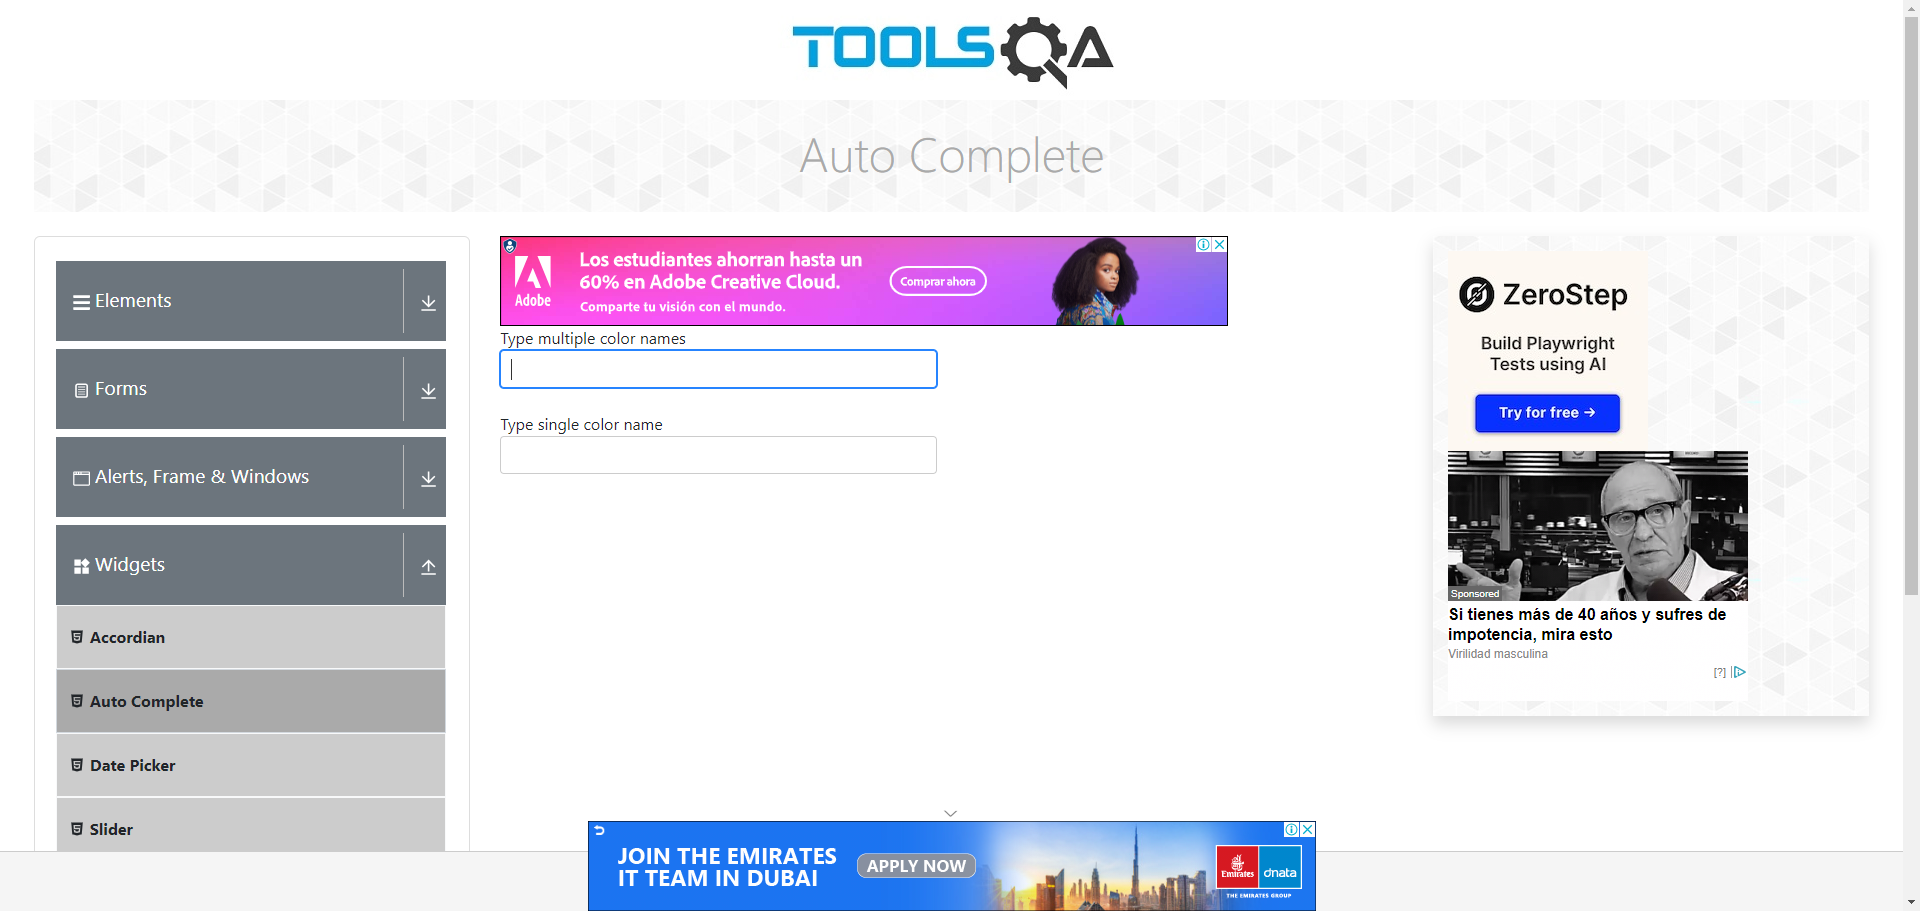 TOOLSQA
Auto Complete
Elements
Forms
Alerts, Frame & Windows
Widgets
Accordian
Auto Complete
Date Picker
Slider
Adobe
Los estudiantes ahorran hasta un
60% en Adobe Creative Cloud.
Comparte tu visión con el mundo.
Comprar ahora
Type multiple color names
Type single color name
ZeroStep
Build Playwright
Tests using AI
Try for free →
Sponsored
Si tienes más de 40 años y sufres de
impotencia, mira esto
Virilidad masculina
[?]
JOIN THE EMIRATES
IT TEAM IN DUBAI
APPLY NOW
Emirates
dnata
THE EMIRATES GROUP